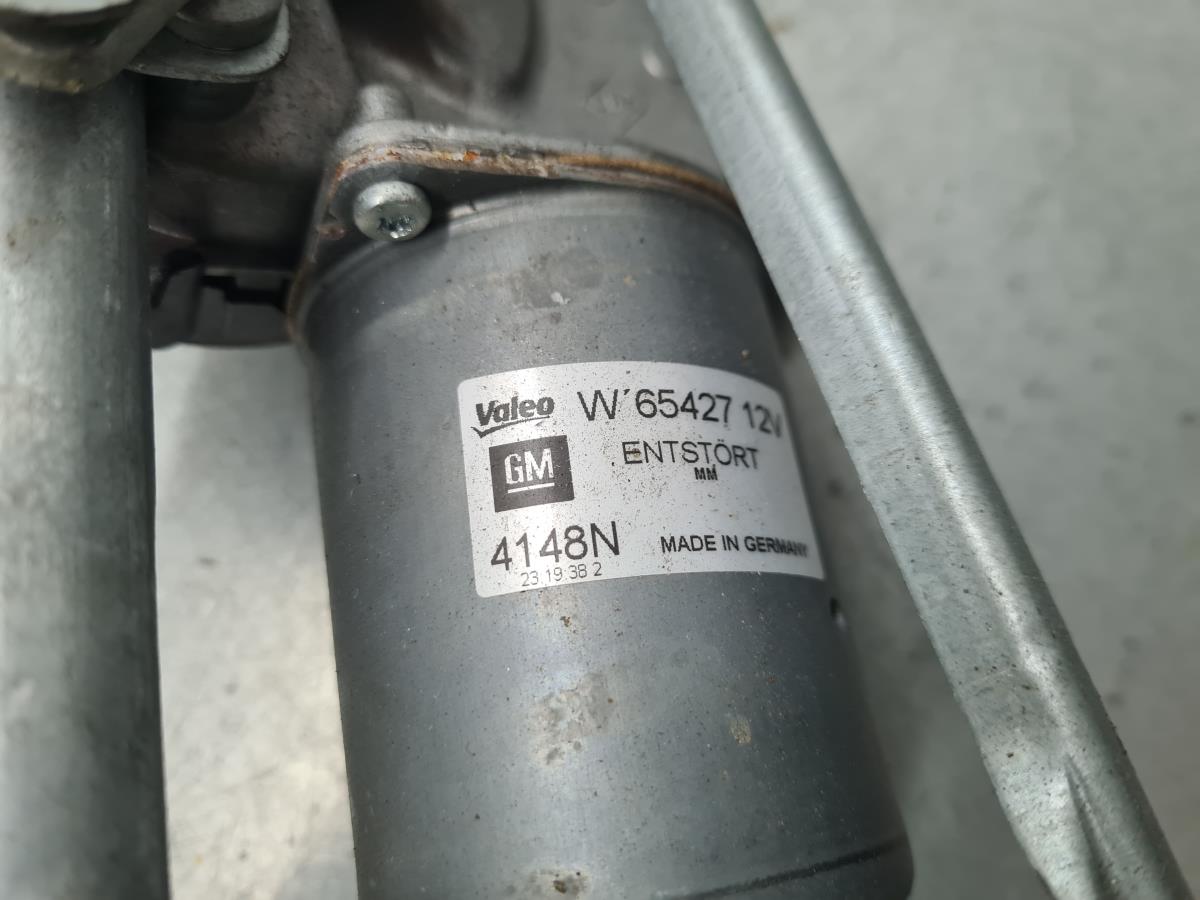 Valeo W´65427 12V
GM ENTSTÖRT
MM
4148N MADE IN GERMANY
23 19 38 2